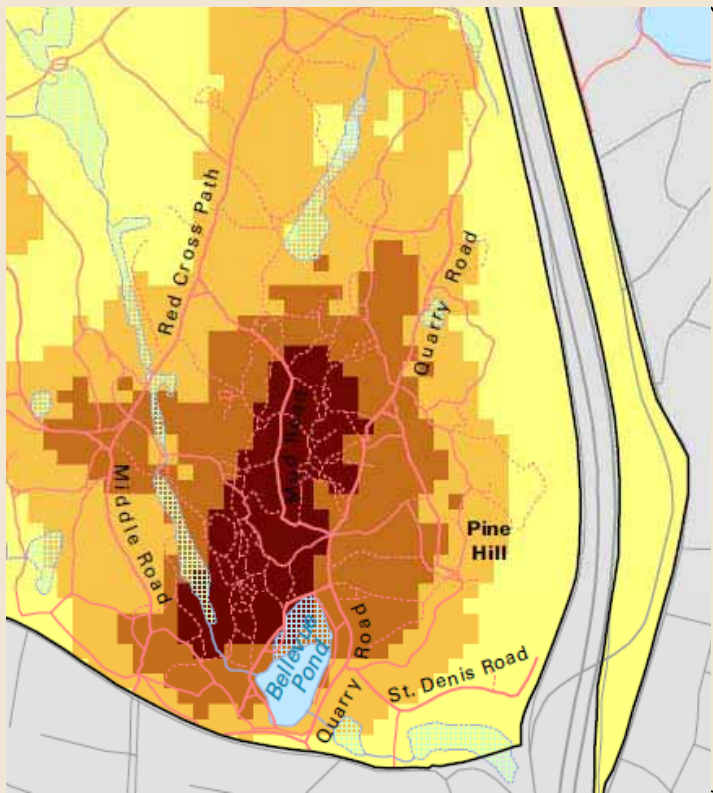 Red Cross Path
Quarry Road
Mud Road
Middle Road
Pine
Hill
Bellevue
Pond
Quarry Road
St. Denis Road